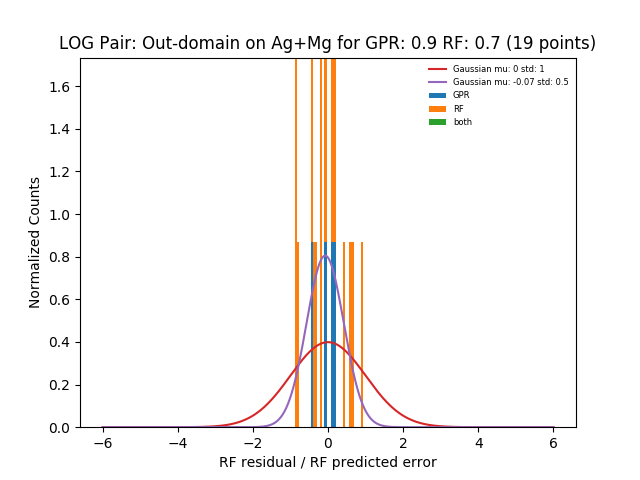 LOG Pair: Out-domain on Ag+Mg for GPR: 0.9 RF: 0.7 (19 points)
Normalized Counts
1.6
1.4
1.2
1.0
0.8
0.6
0.4
0.2
0.0
Gaussian mu: 0 std: 1
Gaussian mu: -0.07 std: 0.5
GPR
RF
both
−6
−4
−2
0
2
4
6
RF residual / RF predicted error